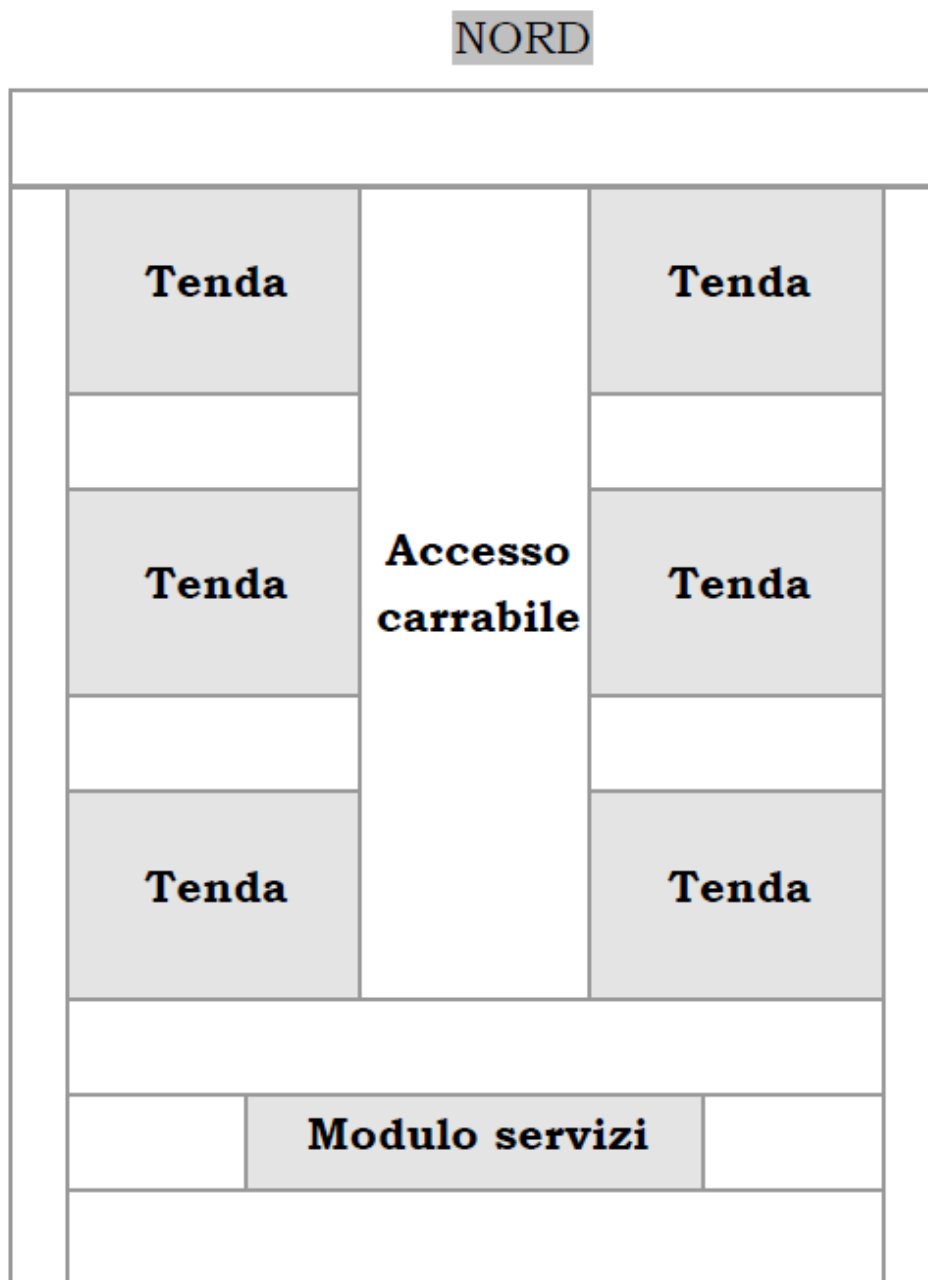 NORD
Tenda
Tenda
Tenda
Accesso
carrabile
Tenda
Tenda
Tenda
Modulo servizi